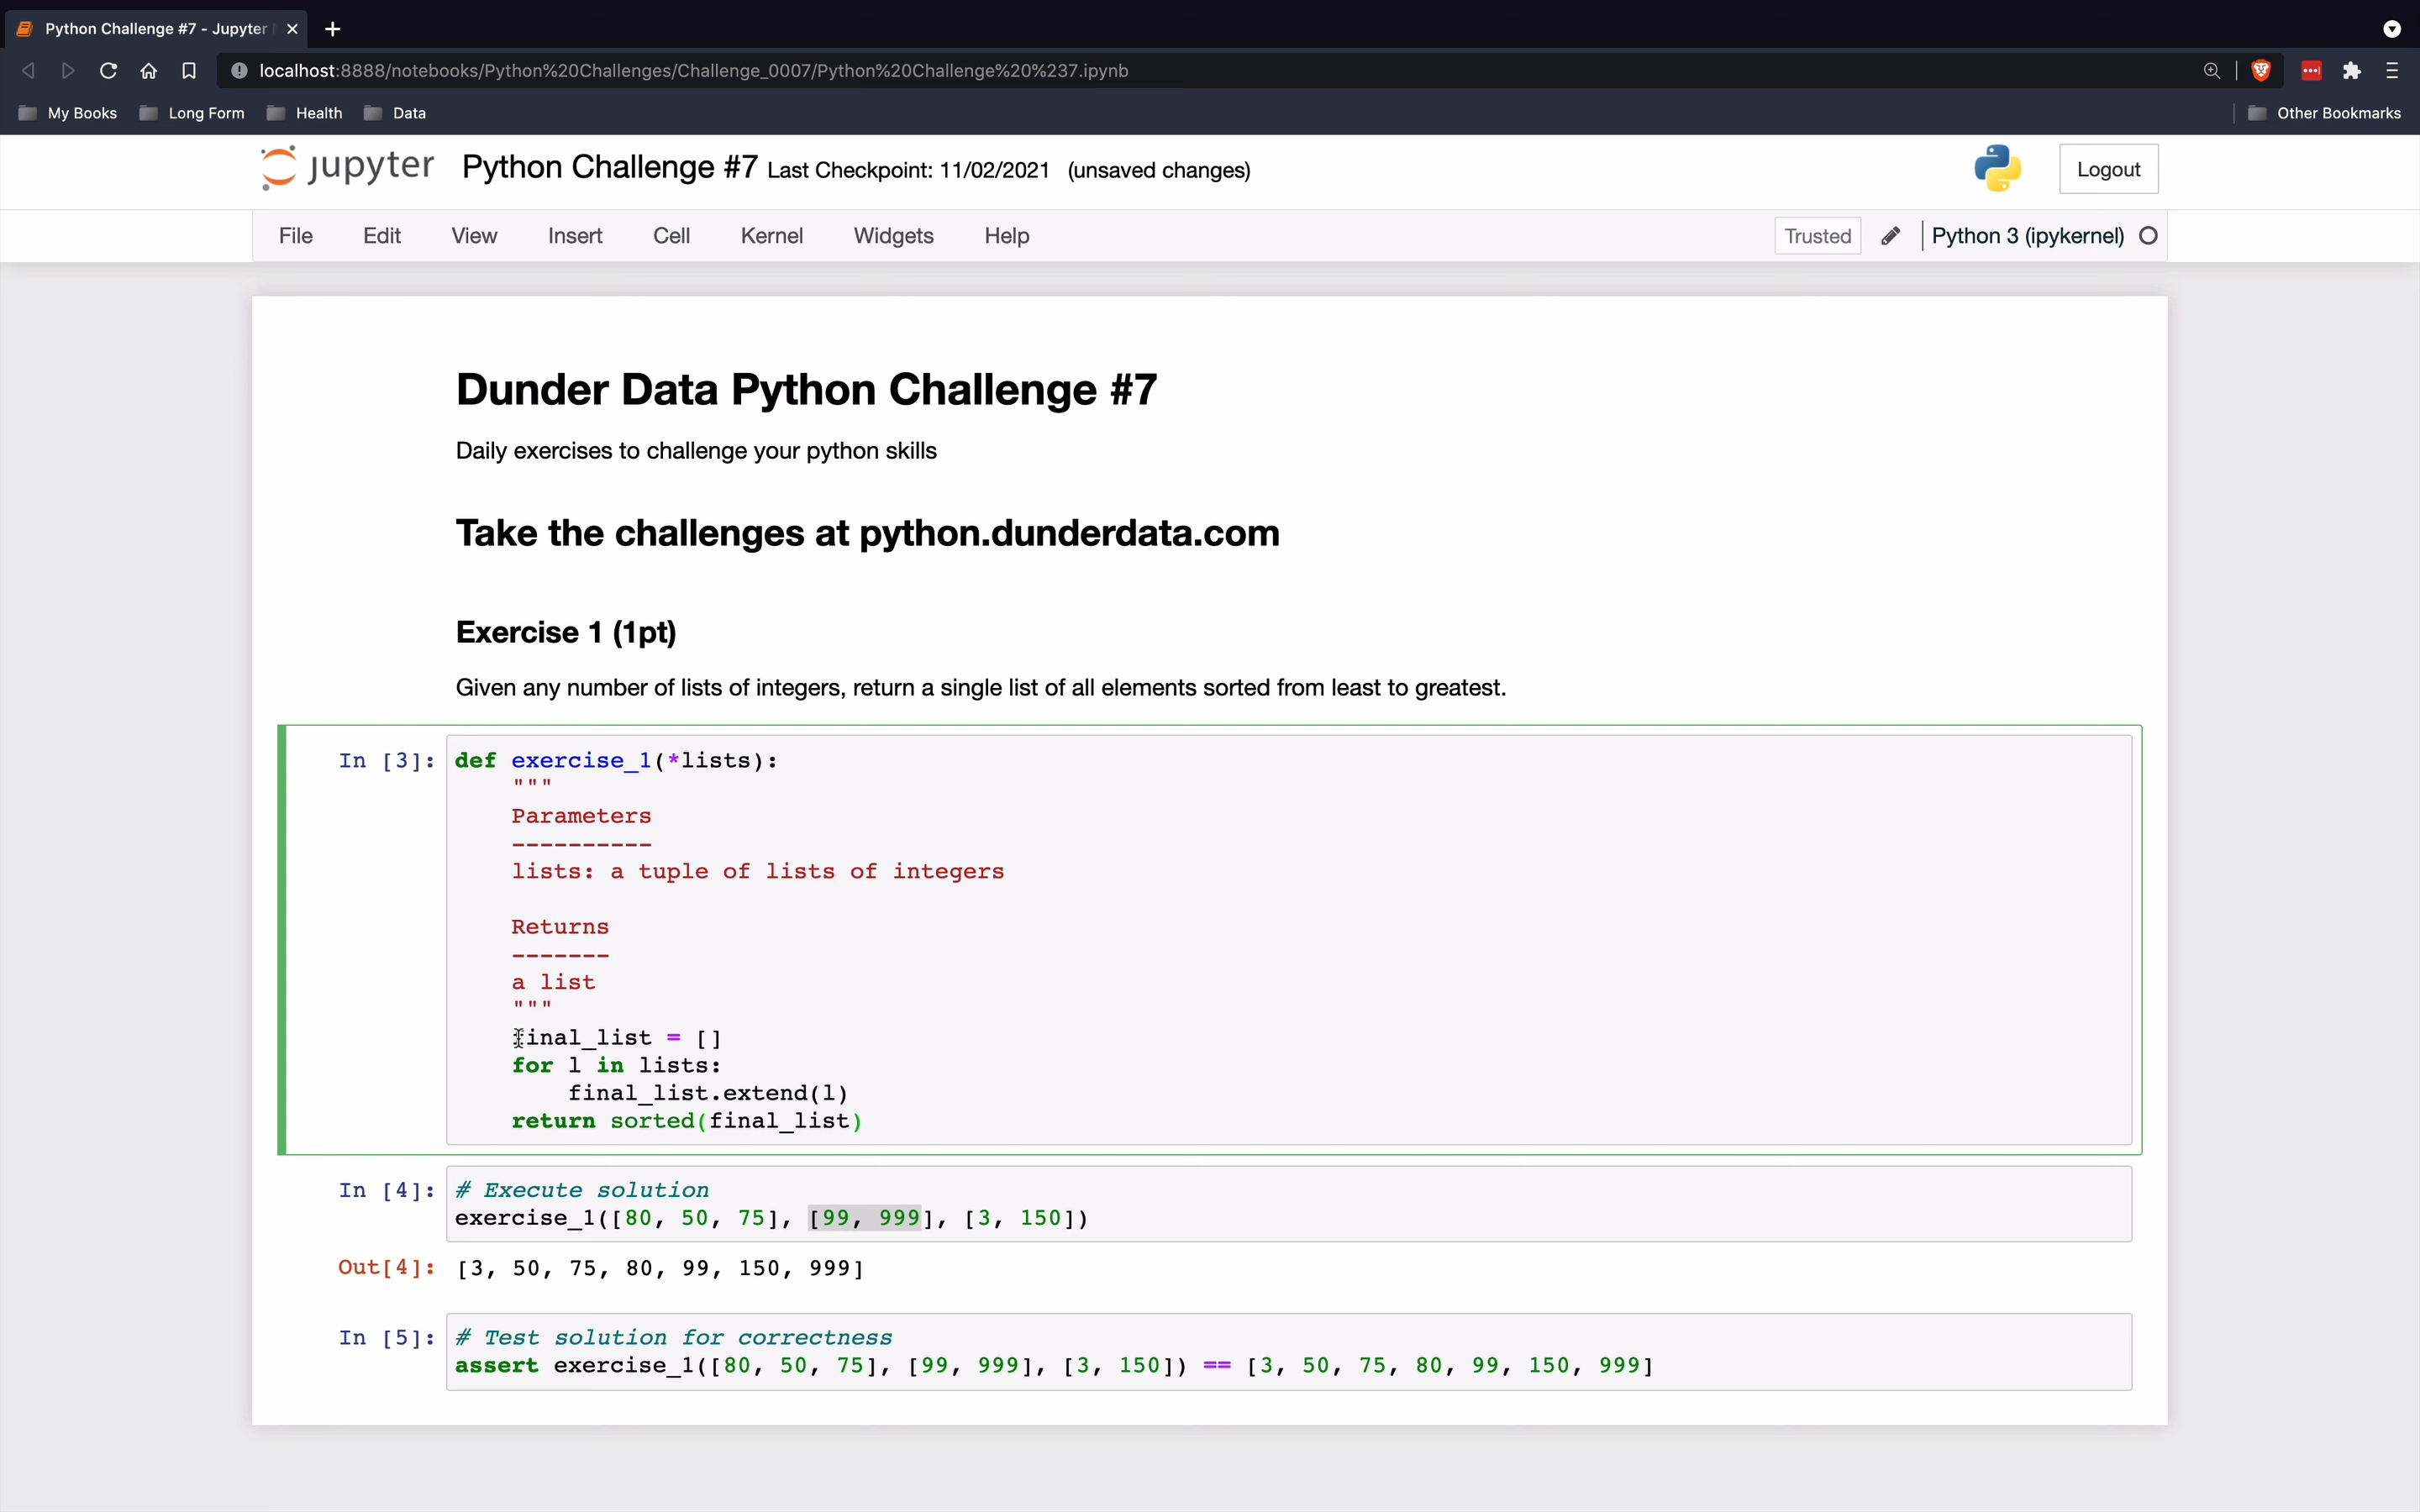 Python Challenge #7 - Jupyter
localhost:8888/notebooks/Python%20Challenges/Challenge_0007/Python%20Challenge%20%237.ipynb
My Books Long Form Health Data Other Bookmarks
jupyter Python Challenge #7 Last Checkpoint: 11/02/2021 (unsaved changes) Logout
File Edit View Insert Cell Kernel Widgets Help Trusted Python 3 (ipykernel)
Dunder Data Python Challenge #7
Daily exercises to challenge your python skills
Take the challenges at python.dunderdata.com
Exercise 1 (1pt)
Given any number of lists of integers, return a single list of all elements sorted from least to greatest.
In [3]: def exercise_1(*lists):
"""
Parameters
----------
lists: a tuple of lists of integers
Returns
-------
a list
"""
final_list = []
for l in lists:
final_list.extend(l)
return sorted(final_list)
In [4]: # Execute solution
exercise_1([80, 50, 75], [99, 999], [3, 150])
Out[4]: [3, 50, 75, 80, 99, 150, 999]
In [5]: # Test solution for correctness
assert exercise_1([80, 50, 75], [99, 999], [3, 150]) == [3, 50, 75, 80, 99, 150, 999]